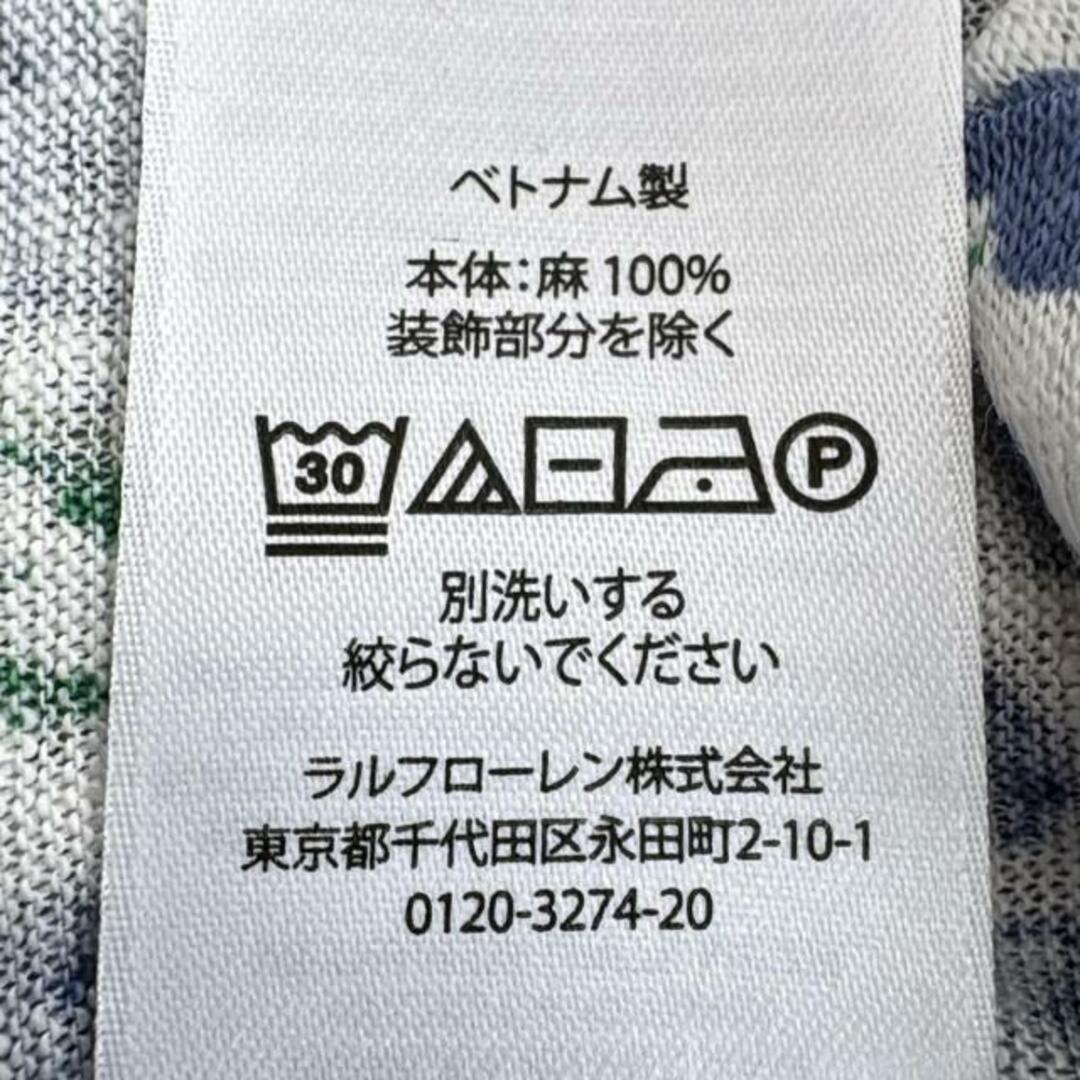 ベトナム製
本体：麻 100%
装飾部分を除く
30 P
別洗いする
絞らないでください
ラルフローレン株式会社
東京都千代田区永田町2-10-1
0120-3274-20